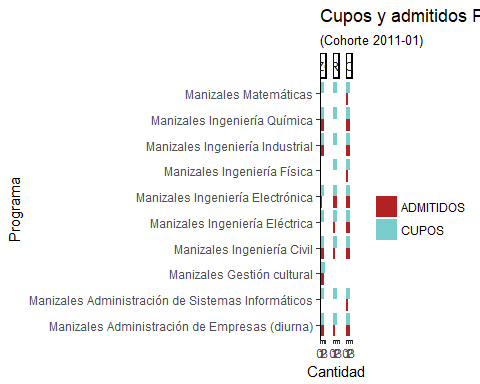 Cupos y admitidos P
(Cohorte 2011-01)
Manizales Matemáticas
Manizales Ingeniería Química
Manizales Ingeniería Industrial
Manizales Ingeniería Física
Manizales Ingeniería Electrónica
Manizales Ingeniería Eléctrica
Manizales Ingeniería Civil
Manizales Gestión cultural
Manizales Administración de Sistemas Informáticos
Manizales Administración de Empresas (diurna)
Programa
ADMITIDOS
CUPOS
Cantidad